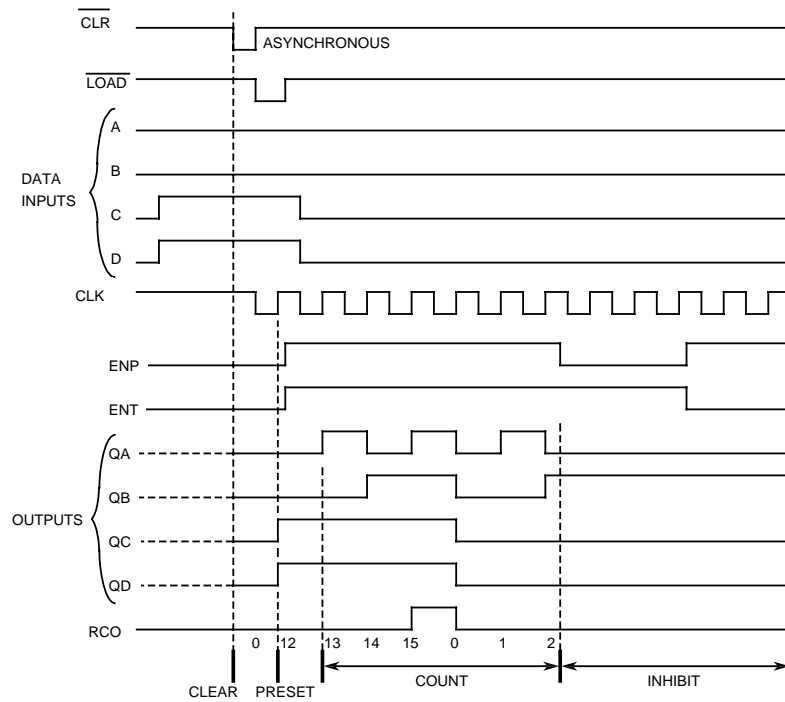 CLR
ASYNCHRONOUS
LOAD
A
B
DATA
INPUTS
C
D
CLK
ENP
ENT
QA
QB
OUTPUTS
QC
QD
RCO
0 12 13 14 15 0 1 2
CLEAR PRESET COUNT INHIBIT